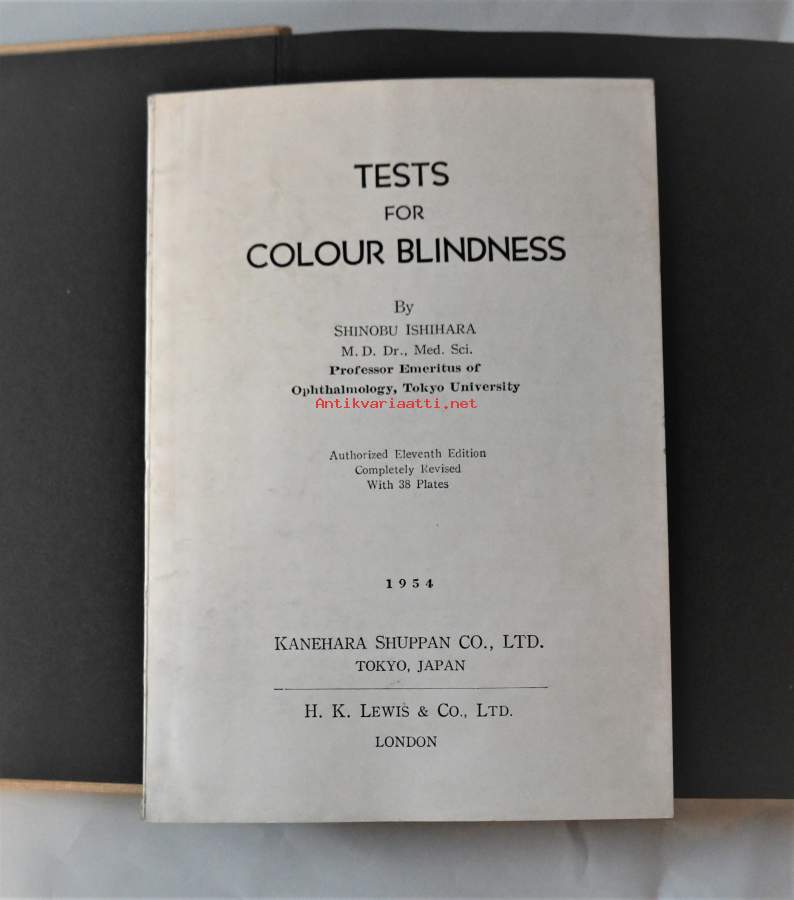 TESTS
FOR
COLOUR BLINDNESS
By
SHINOBU ISHIHARA
M. D. Dr., Med. Sci.
Professor Emeritus of
Ophthalmology, Tokyo University
Antikvariaatti.net
Authorized Eleventh Edition
Completely Revised
With 38 Plates
1954
KANEHARA SHUPPAN CO., LTD.
TOKYO, JAPAN
H. K. LEWIS & CO., LTD.
LONDON